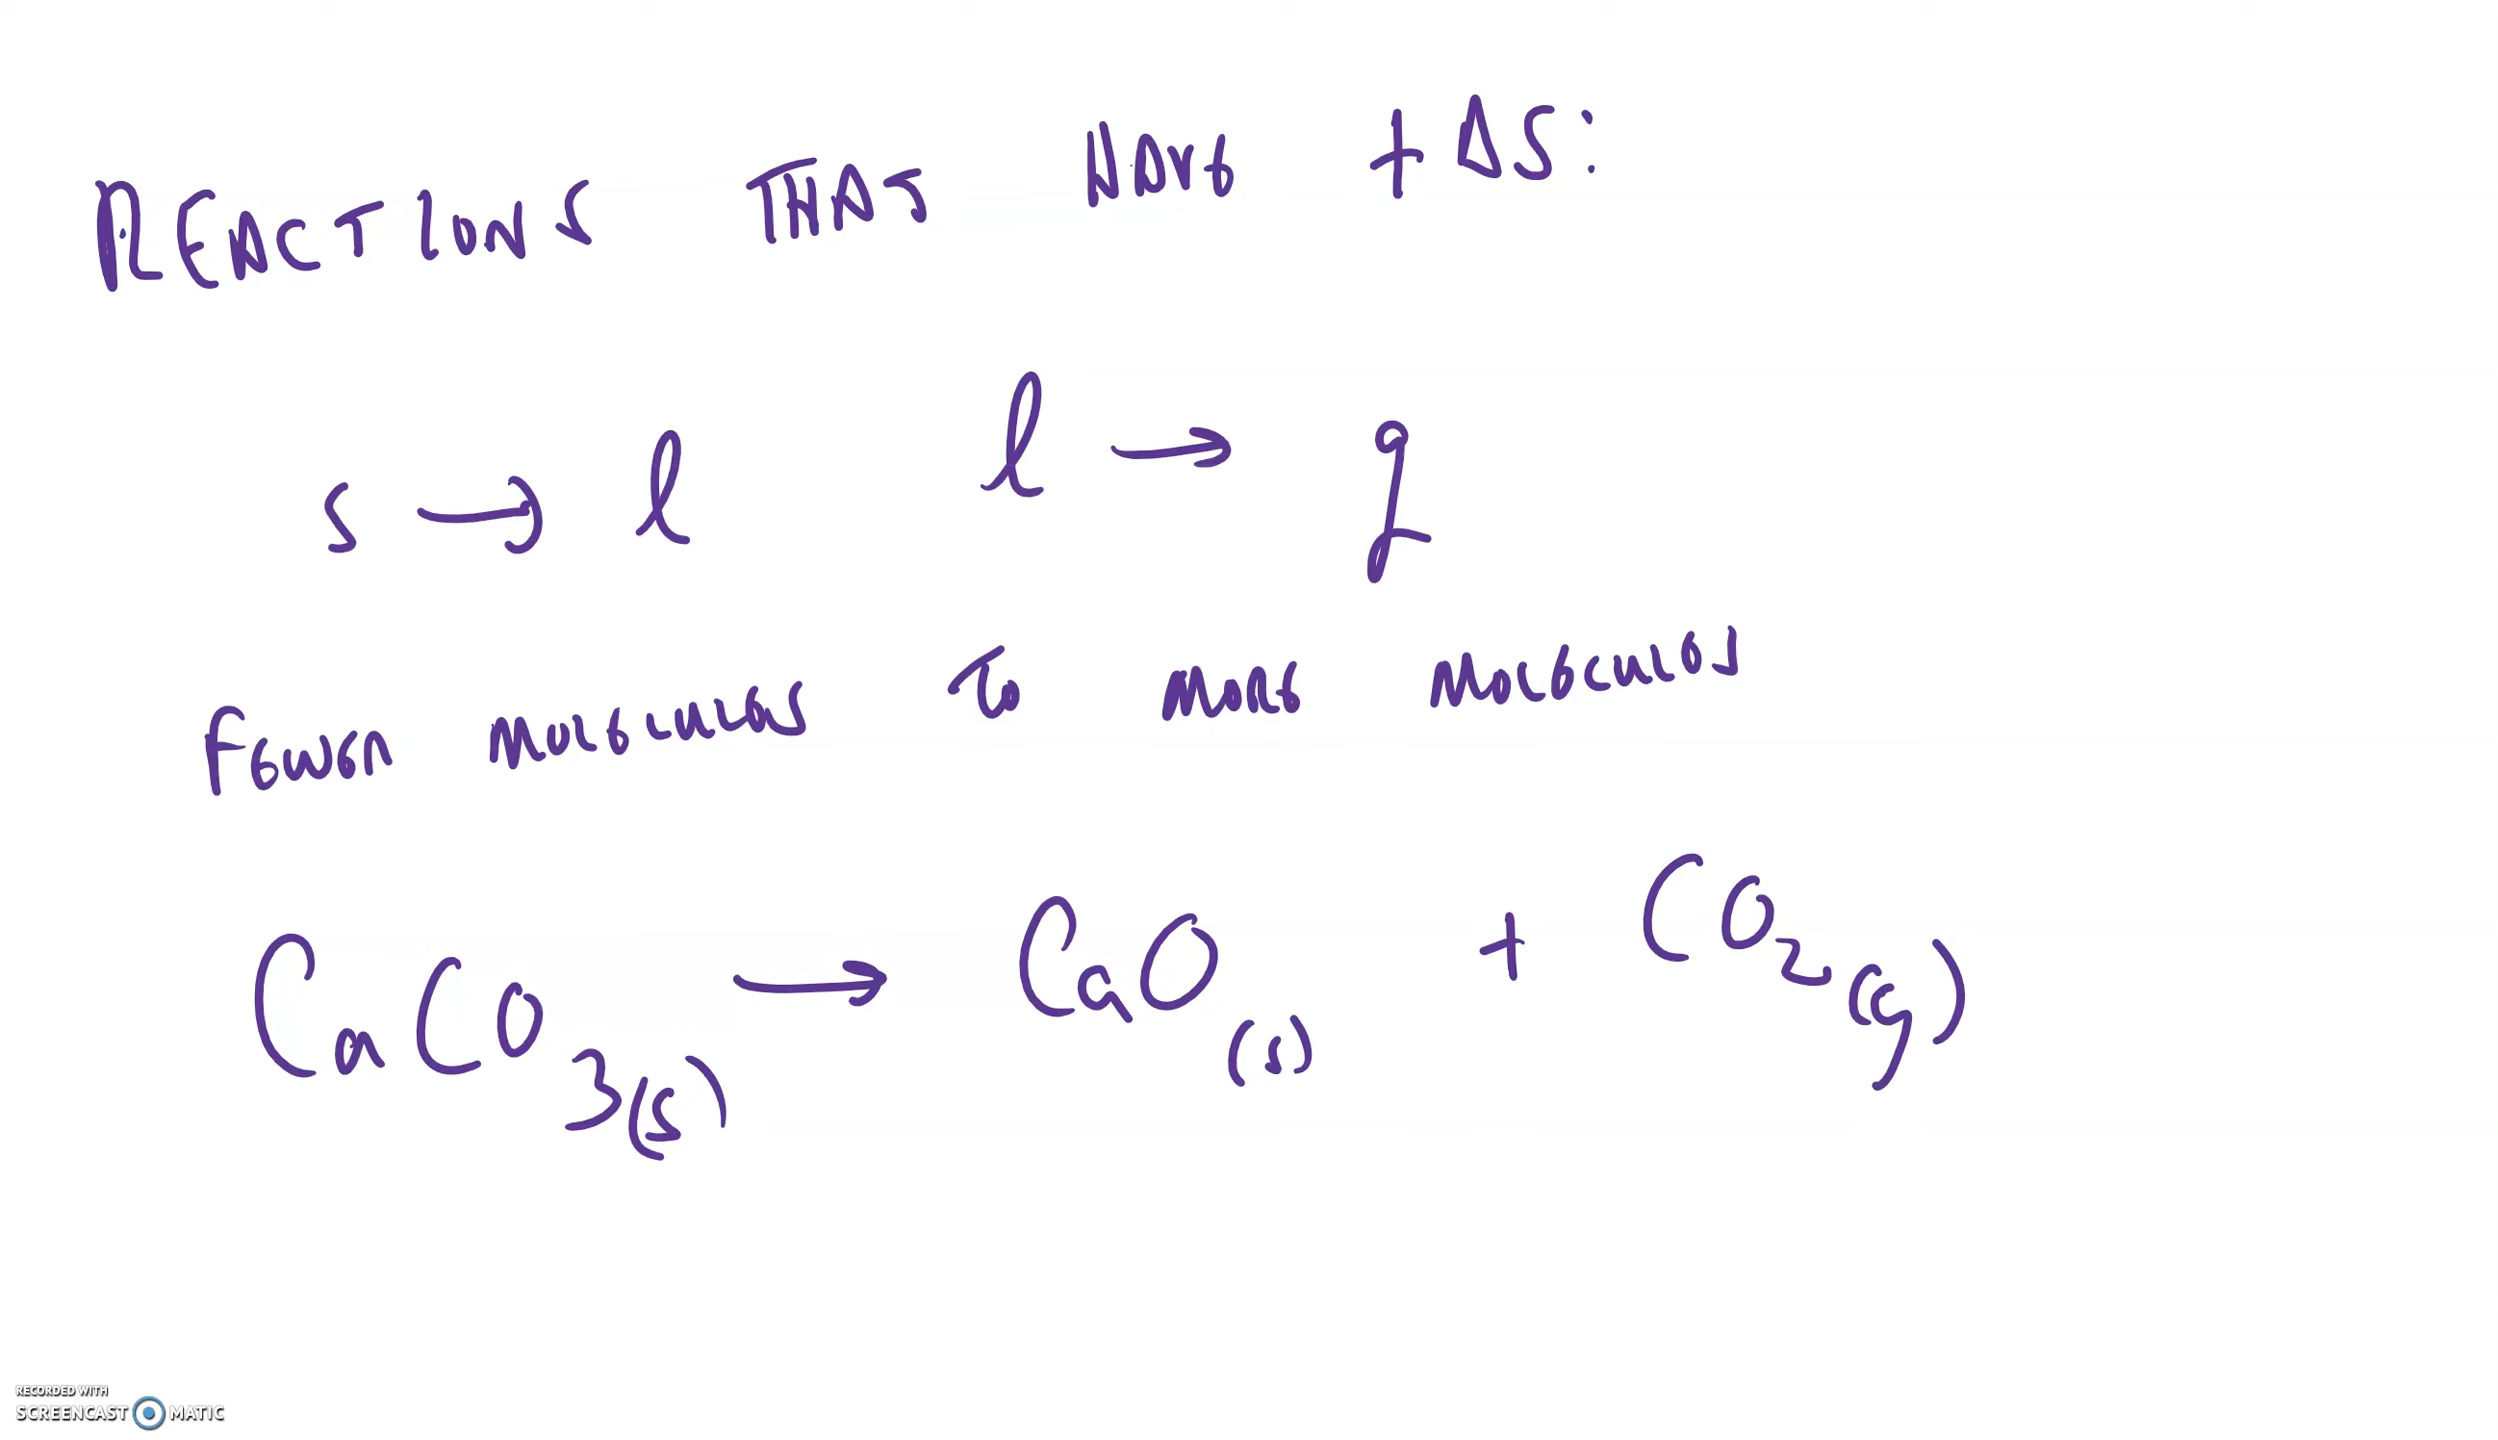 REACTIONS THAT HAVE + ΔS:
s → l l → g
FEWER MOLECULES TO MORE MOLECULES
CaCO3(s) → CaO(s) + CO2(g)
RECORDED WITH
SCREENCAST MATIC